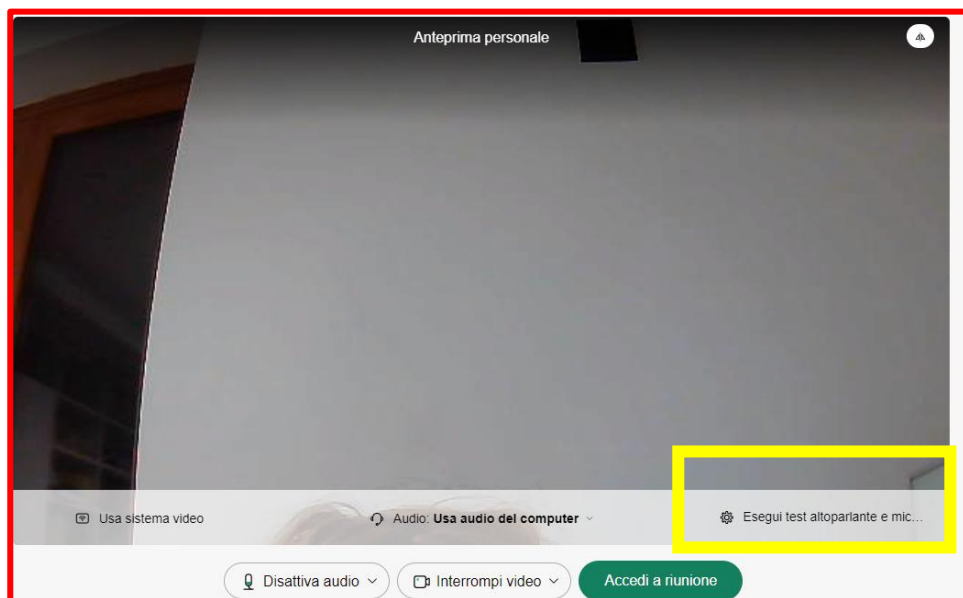 Anteprima personale
Usa sistema video
Audio: Usa audio del computer
Esegui test altoparlante e mic...
Disattiva audio
Interrompi video
Accedi a riunione